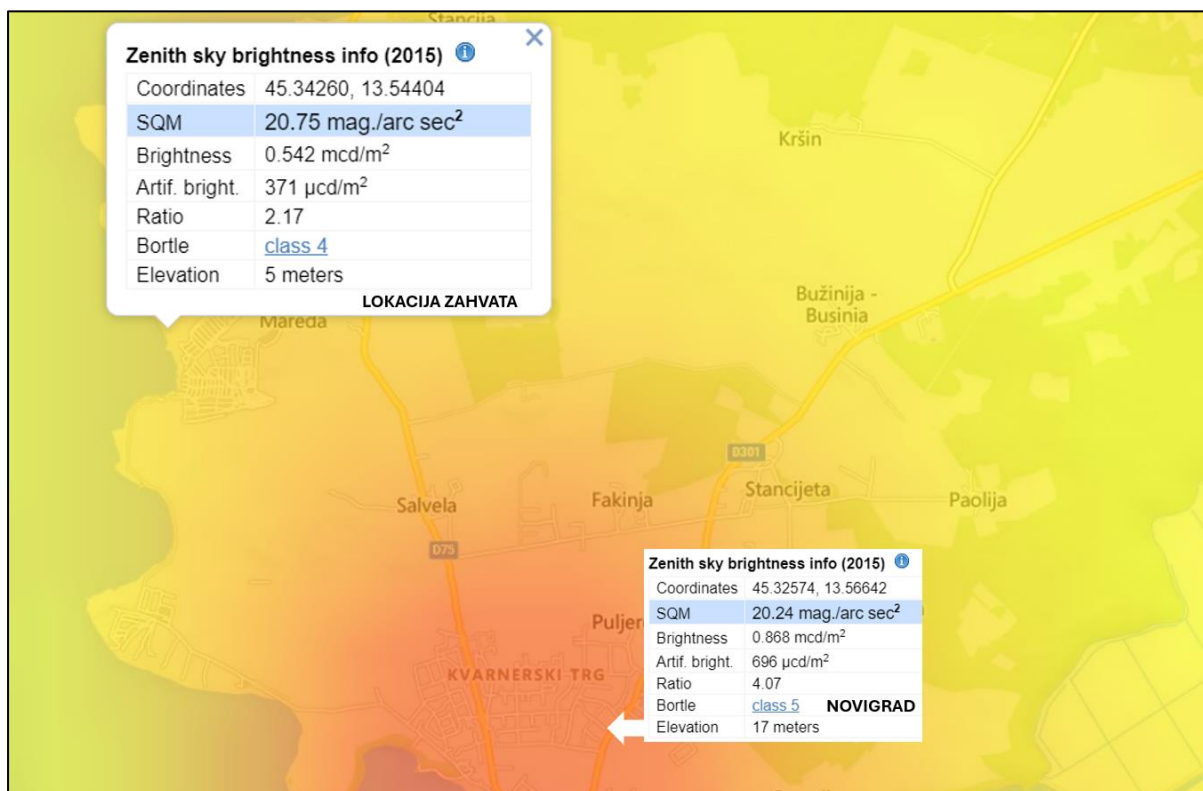 Stancija
Zenith sky brightness info (2015)
Coordinates 45.34260, 13.54404
SQM 20.75 mag./arc sec²
Brightness 0.542 mcd/m²
Artif. bright. 371 μcd/m²
Ratio 2.17
Bortle class 4
Elevation 5 meters
LOKACIJA ZAHVATA
Kršin
Bužinija -
Businia
Mareda
D301
Salvela
Fakinja
Stancijeta
Paolija
D75
Zenith sky brightness info (2015)
Coordinates 45.32574, 13.56642
SQM 20.24 mag./arc sec²
Brightness 0.868 mcd/m²
Artif. bright. 696 μcd/m²
Ratio 4.07
Bortle class 5 NOVIGRAD
Elevation 17 meters
KVARNERSKI TRG